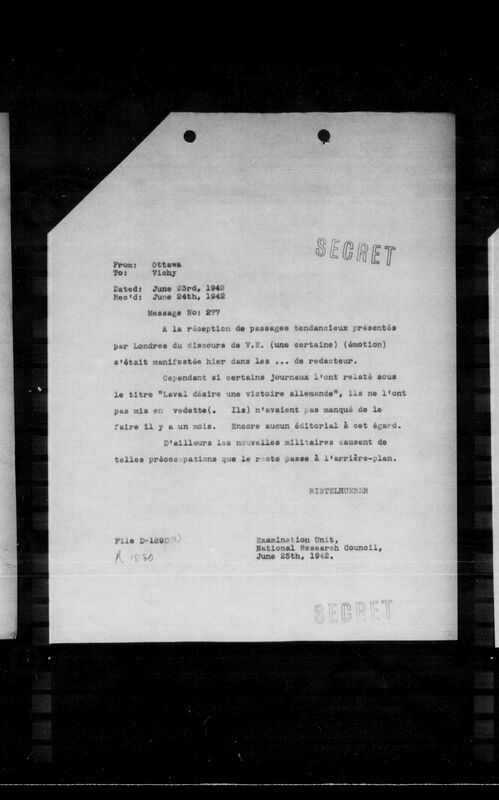 SECRET
From: Ottawa
To: Vichy
Dated: June 23rd, 1942
Rec'd: June 24th, 1942
Message No: 277
A la réception de passages tendancieux présentés
par Londres du discours de V.E. (une certaine) (émotion)
s'était manifestée hier dans les ... de redacteur.
Cependant si certains journaux l'ont relaté sous
le titre "Laval désire une victoire allemande", ils ne l'ont
pas mis en vedette(. Ils) n'avaient pas manqué de le
faire il y a un mois. Encore aucun éditorial à cet égard.
D'ailleurs les nouvelles militaires causent de
telles préoccupations que le reste passe à l'arrière-plan.
RISTELHUEBER
File D-1898
Examination Unit,
National Research Council,
June 25th, 1942.
R 1530
SECRET